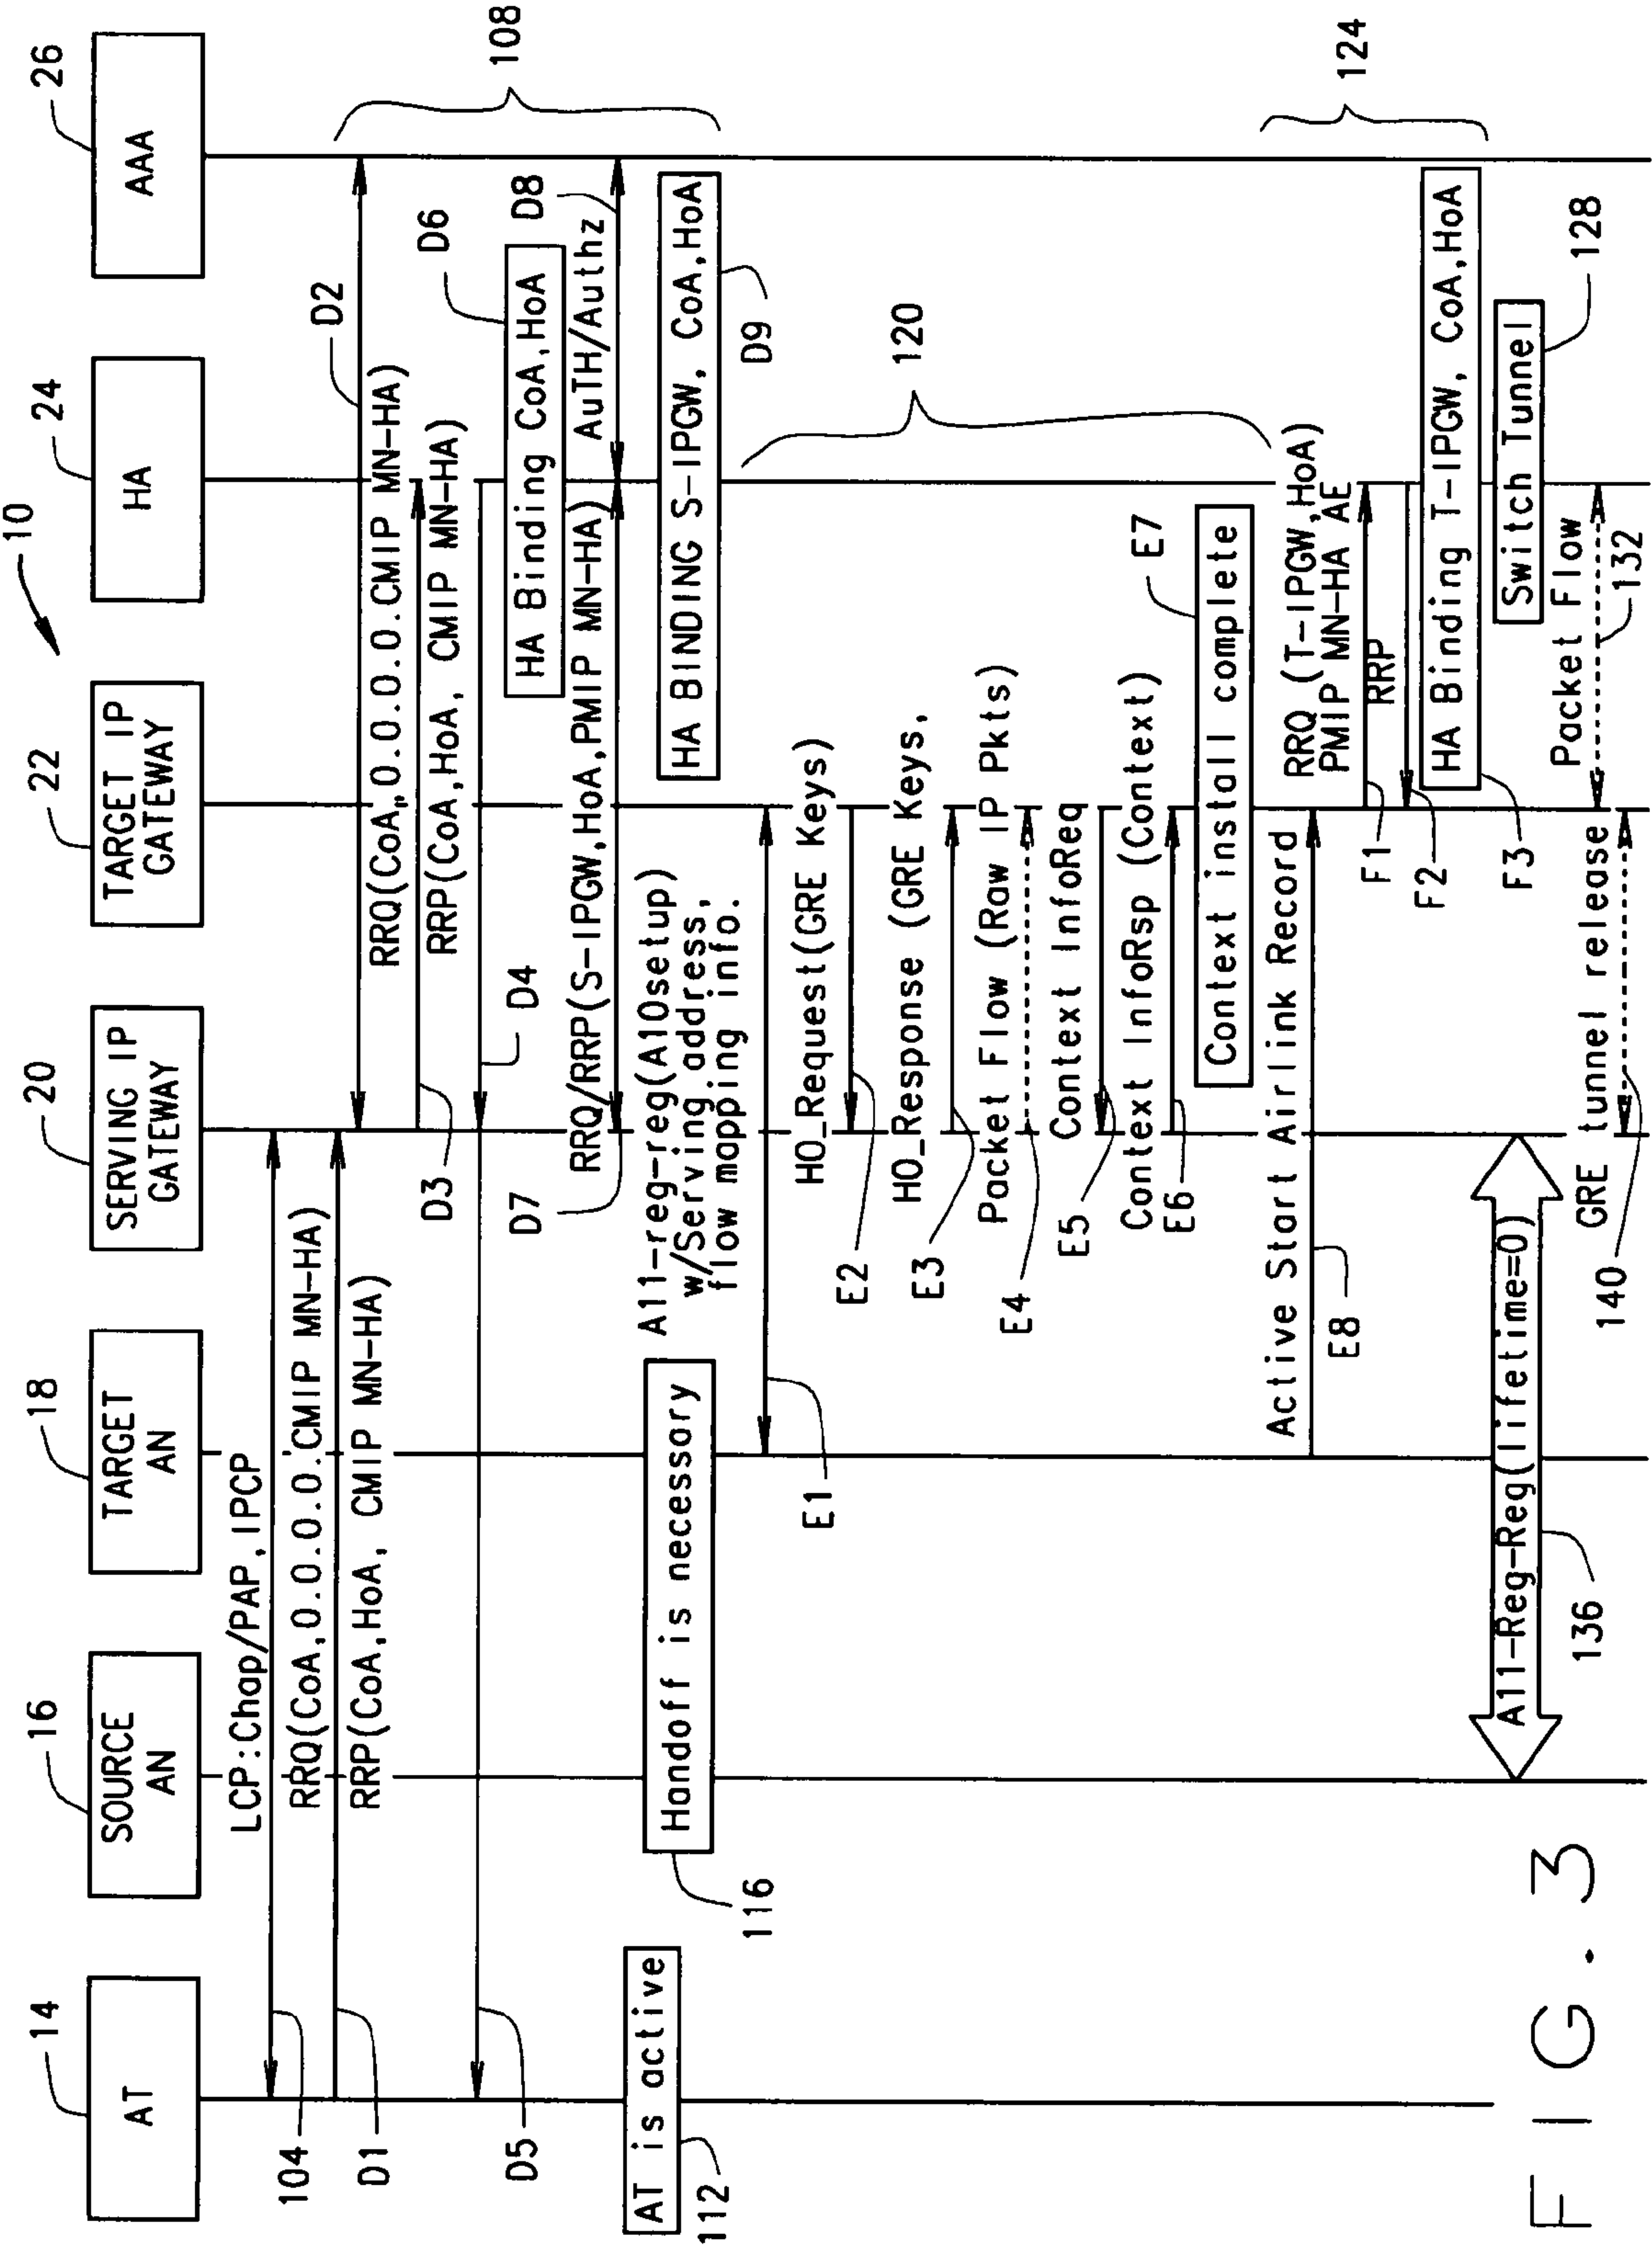 10
14
16
18
20
22
24
26
AT
SOURCE
AN
TARGET
AN
SERVING IP
GATEWAY
TARGET IP
GATEWAY
HA
AAA
LCP:Chap/PAP,IPCP
104
RRQ(CoA,0.0.0.0.CMIP MN-HA)
D1
D2
RRQ(CoA,,0.0.0.0.CMIP MN-HA)
108
RRP(CoA,HoA, CMIP MN-HA)
D3
RRP(CoA,HoA, CMIP MN-HA)
D4
D5
D6
HA Binding CoA,HoA
D7
RRQ/RRP(S-IPGW,HoA,PMIP MN-HA)
AuTH/Authz
D8
AT is active
112
Handoff is necessary
116
HA BINDING S-IPGW, CoA,HoA
D9
A11-reg-req(A10setup)
w/Serving address,
flow mapping info.
E1
120
HO_Request(GRE Keys)
E2
HO_Response (GRE Keys,
E3
Packet Flow (Raw IP Pkts)
E4
Context InfoReq
E5
Context InfoRsp (Context)
E6
Context install complete
E7
Active Start Airlink Record
E8
RRQ (T-IPGW,HoA)
PMIP MN-HA AE
124
F1
RRP
F2
HA Binding T-IPGW, CoA,HoA
F3
A11-Reg-Req(lifetime=0)
136
Switch Tunnel
128
Packet Flow
132
GRE tunnel release
140
FIG.3